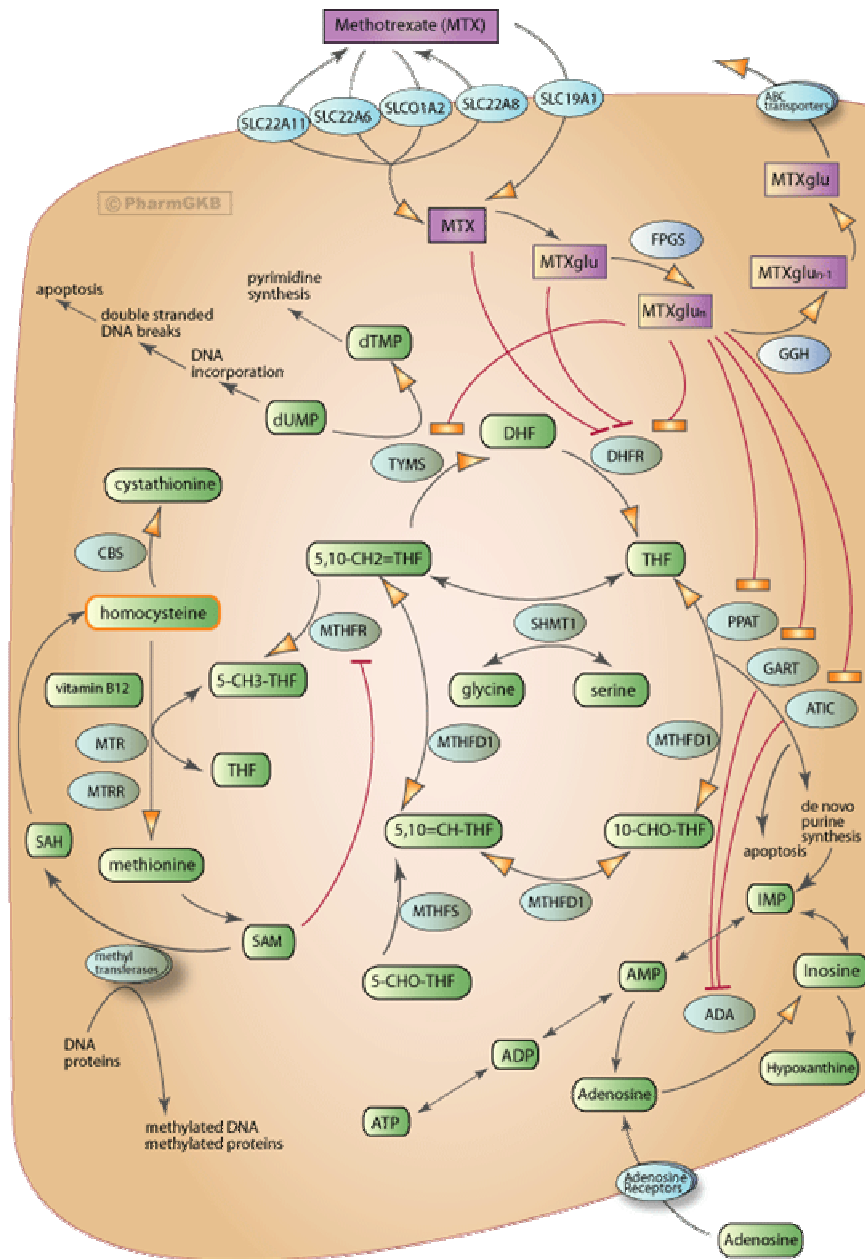 Methotrexate (MTX)
SLC22A11
SLC22A6
SLCO1A2
SLC22A8
SLC19A1
ABC
transporters
© PharmGKB
MTXglu
MTX
FPGS
MTXglu
MTXglun-1
MTXglun
GGH
pyrimidine
synthesis
apoptosis
double stranded
DNA breaks
DNA
incorporation
dTMP
dUMP
DHF
TYMS
DHFR
cystathionine
CBS
5,10-CH2=THF
THF
homocysteine
MTHFR
SHMT1
PPAT
GART
ATIC
vitamin B12
5-CH3-THF
glycine
serine
MTR
MTRR
THF
MTHFD1
MTHFD1
de novo
purine
synthesis
apoptosis
SAH
methionine
5,10=CH-THF
10-CHO-THF
MTHFD1
MTHFS
IMP
SAM
methyl
transferases
5-CHO-THF
AMP
Inosine
ADA
DNA
proteins
ADP
Hypoxanthine
Adenosine
ATP
methylated DNA
methylated proteins
Adenosine
Receptors
Adenosine